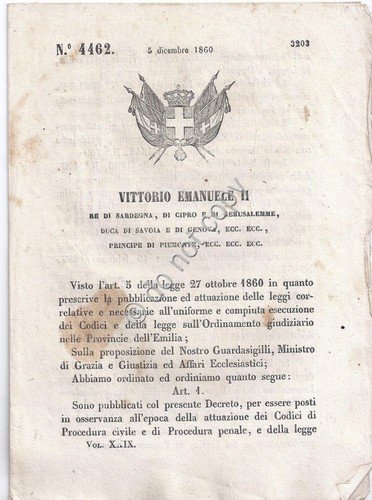 N.° 4462. 5 dicembre 1860 3203
VITTORIO EMANUELE II
RE DI SARDEGNA, DI CIPRO E DI GERUSALEMME,
DUCA DI SAVOIA E DI GENOVA, ECC. ECC.,
PRINCIPE DI PIEMONTE, ECC. ECC. ECC.
Visto l'art. 5 della legge 27 ottobre 1860 in quanto
prescrive la pubblicazione ed attuazione delle leggi cor-
relative e necessarie all'uniforme e compiuta esecuzione
dei Codici e della legge sull'Ordinamento giudiziario
nelle Provincie dell'Emilia;
Sulla proposizione del Nostro Guardasigilli, Ministro
di Grazia e Giustizia ed Affari Ecclesiastici;
Abbiamo ordinato ed ordiniamo quanto segue:
Art. 1.
Sono pubblicati col presente Decreto, per essere posti
in osservanza all'epoca della attuazione dei Codici di
Procedura civile e di Procedura penale, e della legge
VOL. X
do not copy